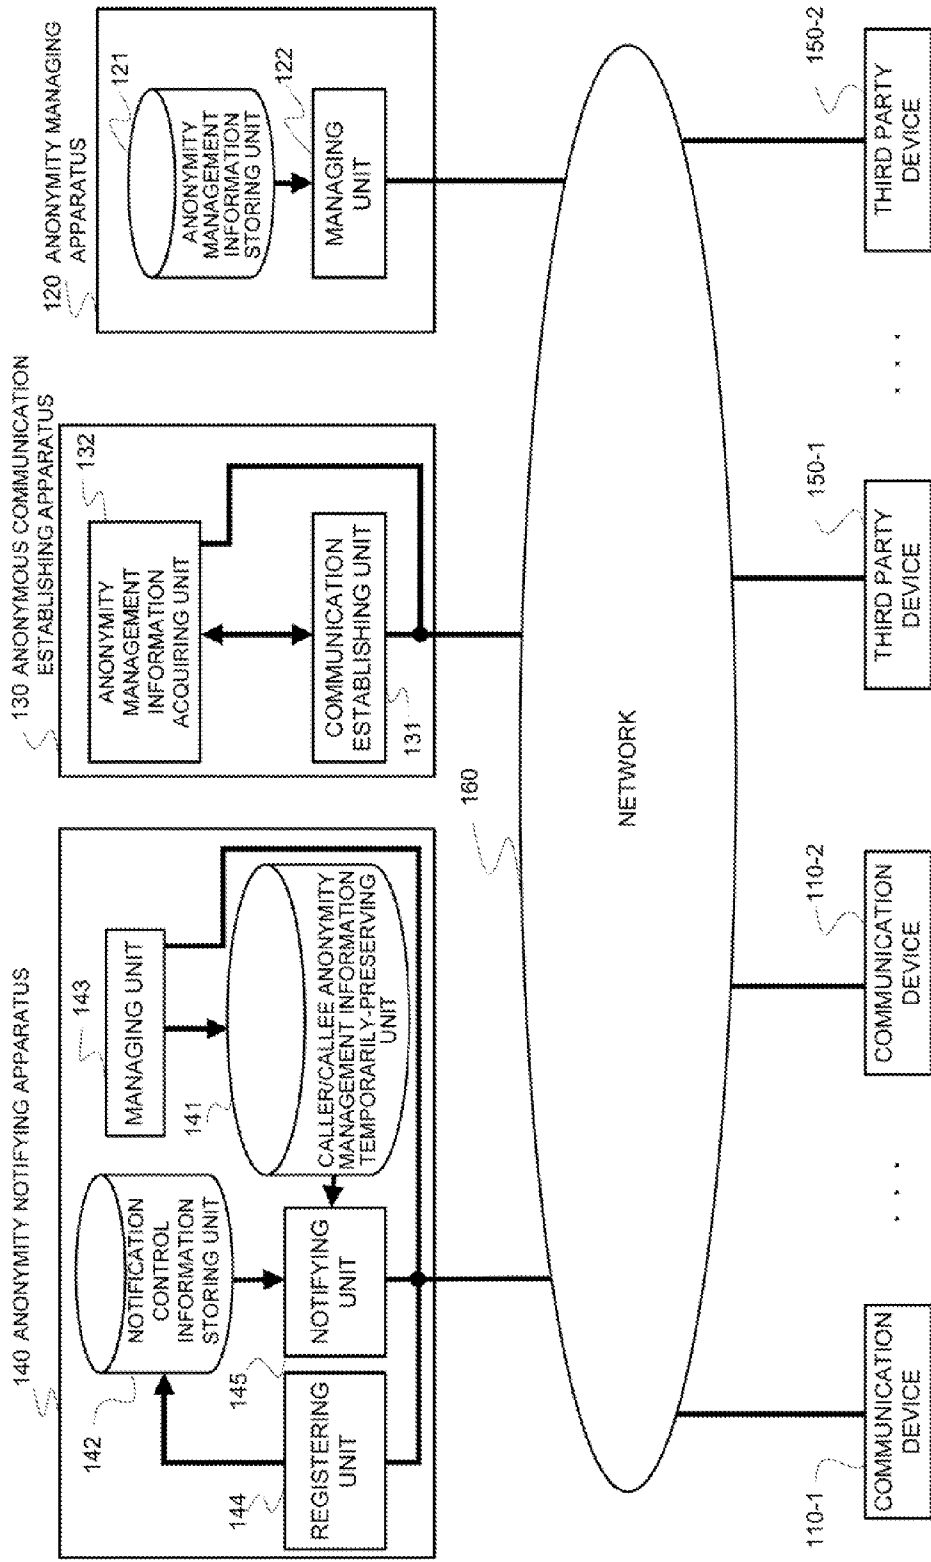 140 ANONYMITY NOTIFYING APPARATUS
142
NOTIFICATION
CONTROL
INFORMATION
STORING UNIT
143
MANAGING UNIT
141
CALLER/CALLEE ANONYMITY
MANAGEMENT INFORMATION
TEMPORARILY-PRESERVING
UNIT
144
REGISTERING
UNIT
145
NOTIFYING
UNIT
130 ANONYMOUS COMMUNICATION
ESTABLISHING APPARATUS
132
ANONYMITY
MANAGEMENT
INFORMATION
ACQUIRING UNIT
COMMUNICATION
ESTABLISHING UNIT
131
120 ANONYMITY MANAGING
APPARATUS
121
ANONYMITY
MANAGEMENT
INFORMATION
STORING UNIT
122
MANAGING
UNIT
160
NETWORK
110-1
COMMUNICATION
DEVICE
. . .
110-2
COMMUNICATION
DEVICE
150-1
THIRD PARTY
DEVICE
. . .
150-2
THIRD PARTY
DEVICE